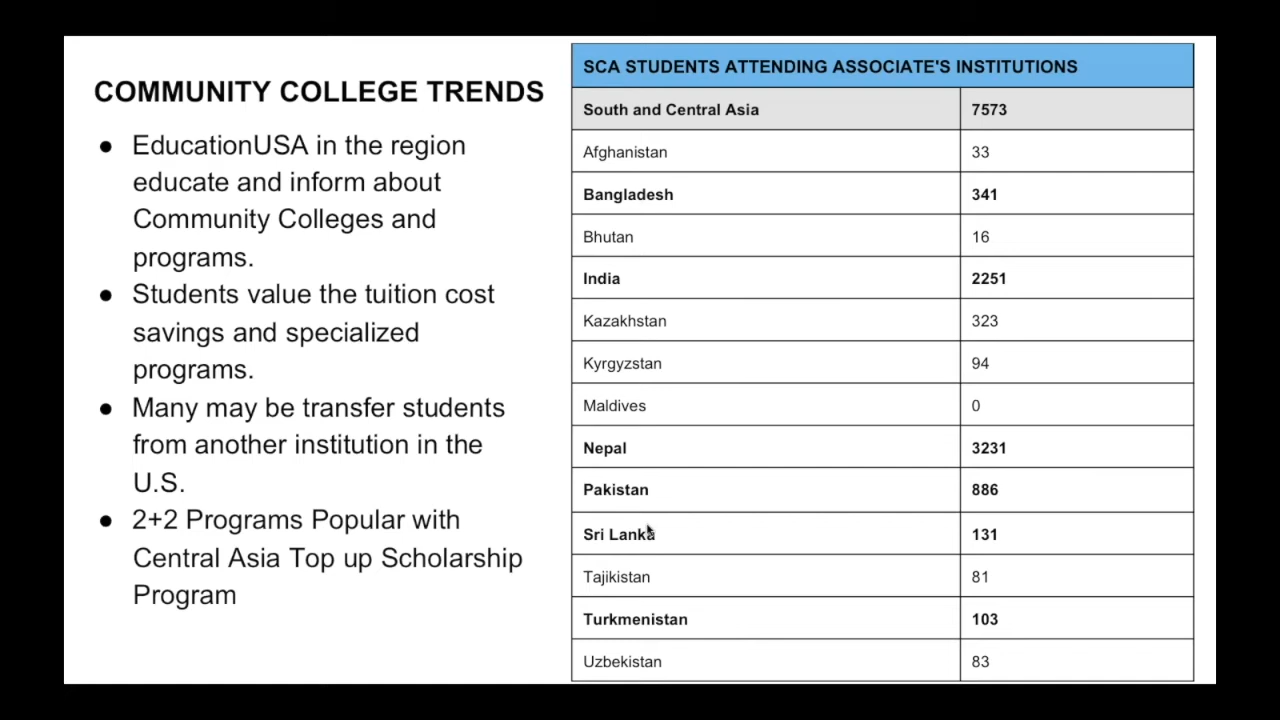 COMMUNITY COLLEGE TRENDS
● EducationUSA in the region
educate and inform about
Community Colleges and
programs.
● Students value the tuition cost
savings and specialized
programs.
● Many may be transfer students
from another institution in the
U.S.
● 2+2 Programs Popular with
Central Asia Top up Scholarship
Program
SCA STUDENTS ATTENDING ASSOCIATE'S INSTITUTIONS
South and Central Asia 7573
Afghanistan 33
Bangladesh 341
Bhutan 16
India 2251
Kazakhstan 323
Kyrgyzstan 94
Maldives 0
Nepal 3231
Pakistan 886
Sri Lanka 131
Tajikistan 81
Turkmenistan 103
Uzbekistan 83